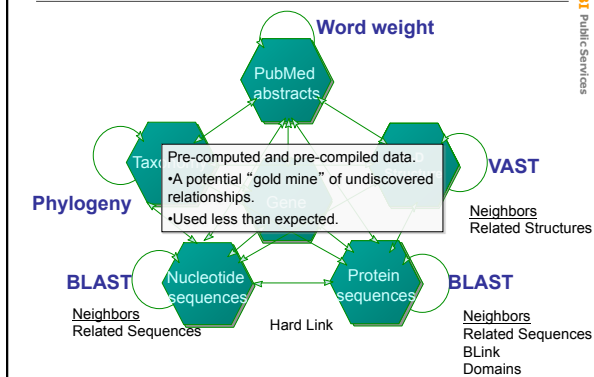 Public Services
Word weight
PubMed
abstracts
Pre-computed and pre-compiled data.
•A potential “gold mine” of undiscovered
relationships.
•Used less than expected.
Gene
VAST
Phylogeny
Neighbors
Related Structures
BLAST
Nucleotide
sequences
Protein
sequences
BLAST
Neighbors
Related Sequences
Hard Link
Neighbors
Related Sequences
BLink
Domains